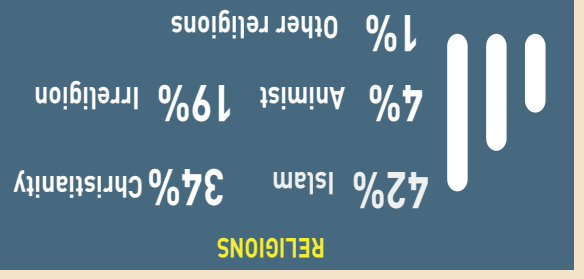 RELIGIONS
42% Islam 34% Christianity
4% Animist 19% Irreligion
1% Other religions